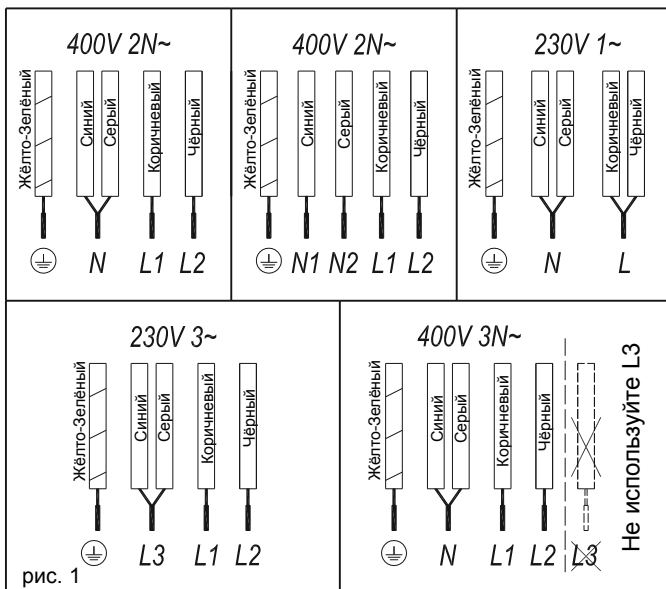 400V 2N~
Жёлто-Зелёный
Синий
Серый
Коричневый
Чёрный
N L1 L2
400V 2N~
Жёлто-Зелёный
Синий
Серый
Коричневый
Чёрный
N1 N2 L1 L2
230V 1~
Жёлто-Зелёный
Синий
Серый
Коричневый
Чёрный
N L
230V 3~
Жёлто-Зелёный
Синий
Серый
Коричневый
Чёрный
L3 L1 L2
рис. 1
400V 3N~
Жёлто-Зелёный
Синий
Серый
Коричневый
Чёрный
N L1 L2 L3
Не используйте L3